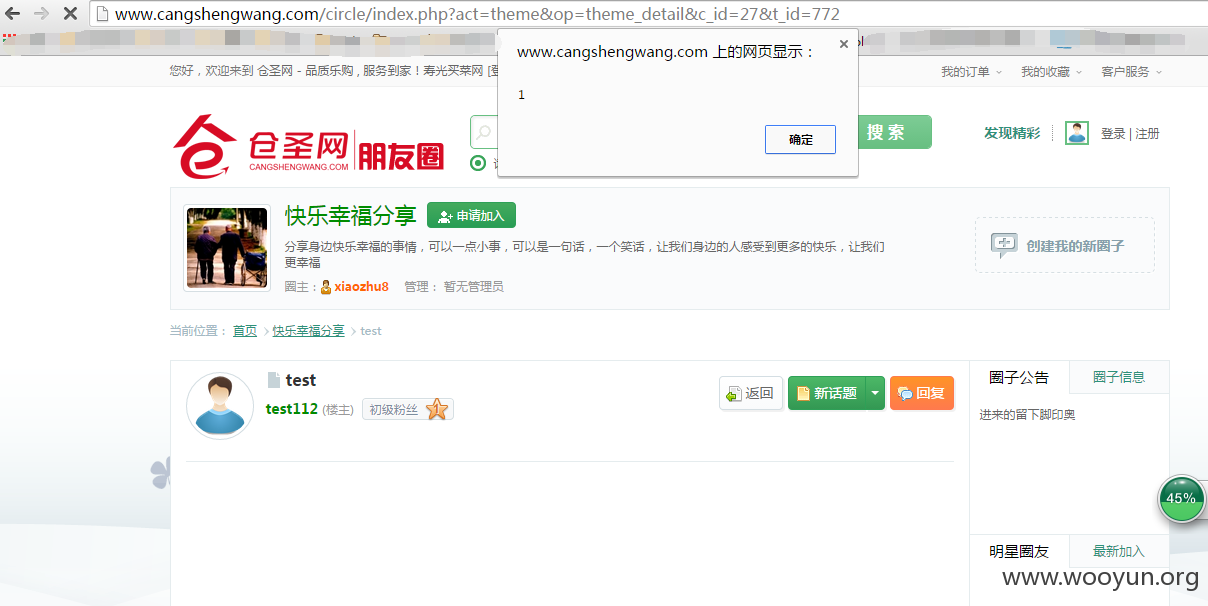 www.cangshengwang.com/circle/index.php?act=theme&op=theme_detail&c_id=27&t_id=772
www.cangshengwang.com 上的网页显示：
1
确定
您好，欢迎来到 仓圣网 - 品质乐购 , 服务到家！寿光买菜网 [登
我的订单
我的收藏
客户服务
仓圣网
CANGSHENGWANG.COM
朋友圈
搜索
发现精彩
登录 | 注册
快乐幸福分享
申请加入
分享身边快乐幸福的事情，可以一点小事，可以是一句话，一个笑话，让我们身边的人感受到更多的快乐，让我们
更幸福
圈主：xiaozhu8 管理： 暂无管理员
创建我的新圈子
当前位置： 首页 > 快乐幸福分享 > test
test
test112 (楼主) 初级粉丝 1
返回
新话题
回复
圈子公告
圈子信息
进来的留下脚印奥
45%
明星圈友
最新加入
www.wooyun.org